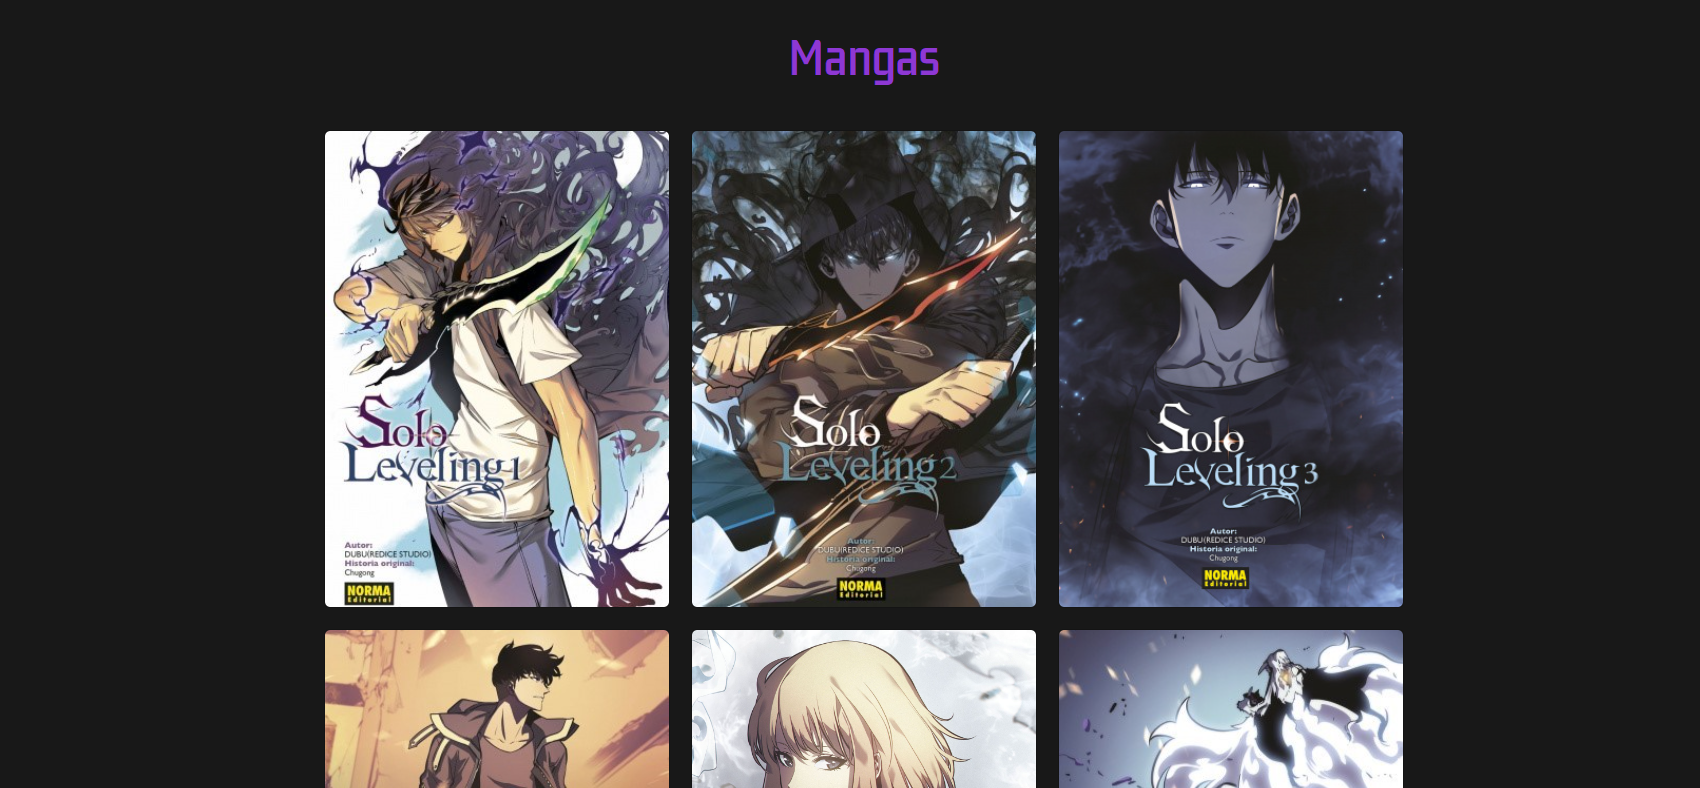 Mangas
Solo
Leveling 1
Autor:
DUBU(REDICE STUDIO)
Historia original:
Chugong
NORMA
Editorial
Solo
Leveling 2
Autor:
DUBU(REDICE STUDIO)
Historia original:
Chugong
NORMA
Editorial
Solo
Leveling 3
Autor:
DUBU(REDICE STUDIO)
Historia original:
Chugong
NORMA
Editorial